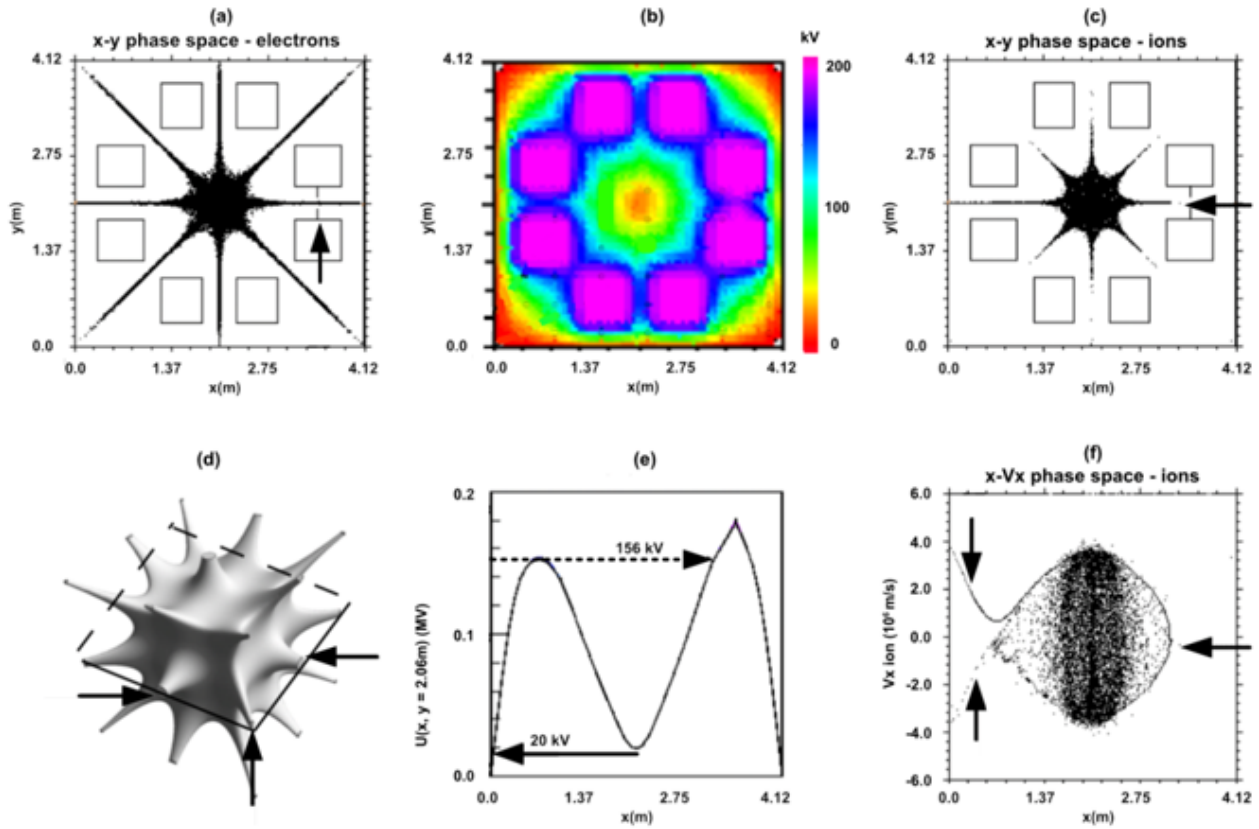 (a)
x-y phase space - electrons
4.12
2.75
1.37
0.0
y(m)
0.0 1.37 2.75 4.12
x(m)
(b)
kV
200
100
0
4.12
2.75
1.37
0.0
y(m)
0.0 1.37 2.75 4.12
x(m)
(c)
x-y phase space - ions
4.12
2.75
1.37
0.0
y(m)
0.0 1.37 2.75 4.12
x(m)
(d)
(e)
0.2
0.1
0.0
U(x, y = 2.06m) (MV)
156 kV
20 kV
0.0 1.37 2.75 4.12
x(m)
(f)
x-Vx phase space - ions
6.0
4.0
2.0
0.0
-2.0
-4.0
-6.0
Vx ion (10⁶ m/s)
0.0 1.37 2.75 4.12
x(m)